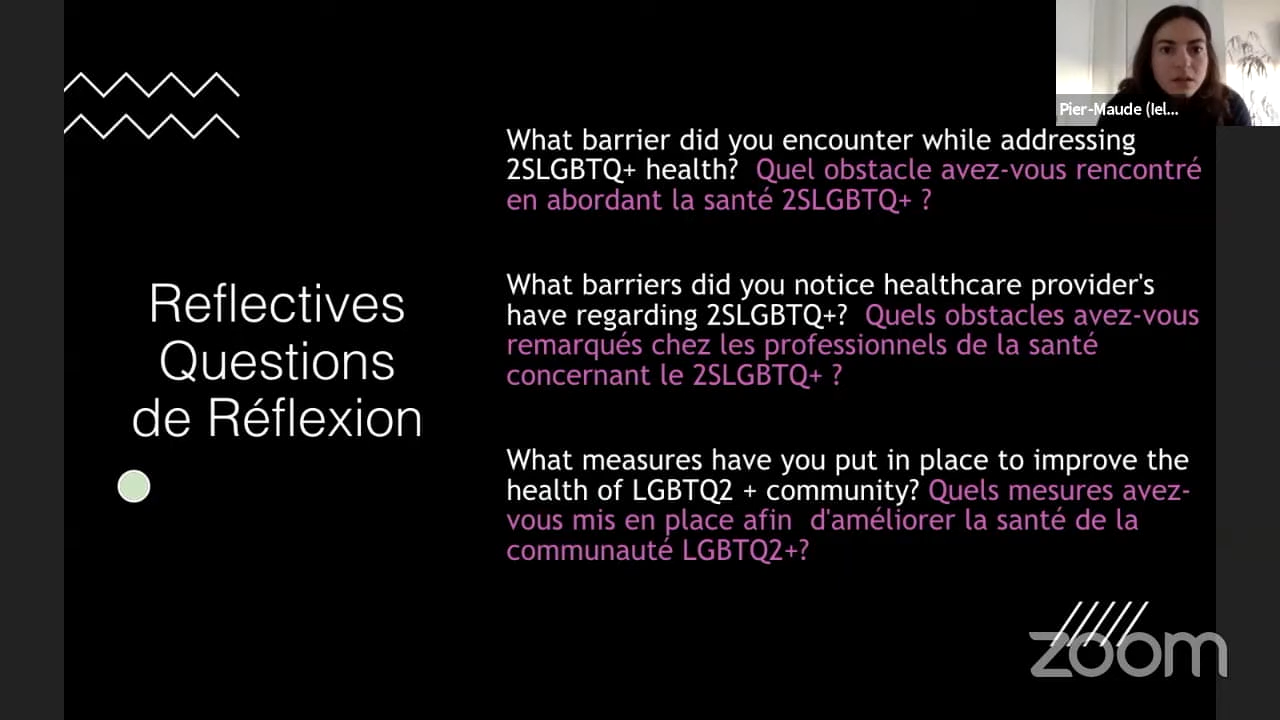 Pier-Maude (Iel...
What barrier did you encounter while addressing
2SLGBTQ+ health? Quel obstacle avez-vous rencontré
en abordant la santé 2SLGBTQ+ ?
What barriers did you notice healthcare provider's
have regarding 2SLGBTQ+? Quels obstacles avez-vous
remarqués chez les professionnels de la santé
concernant le 2SLGBTQ+ ?
Reflectives
Questions
de Réflexion
What measures have you put in place to improve the
health of LGBTQ2 + community? Quels mesures avez-
vous mis en place afin d'améliorer la santé de la
communauté LGBTQ2+?
zoom